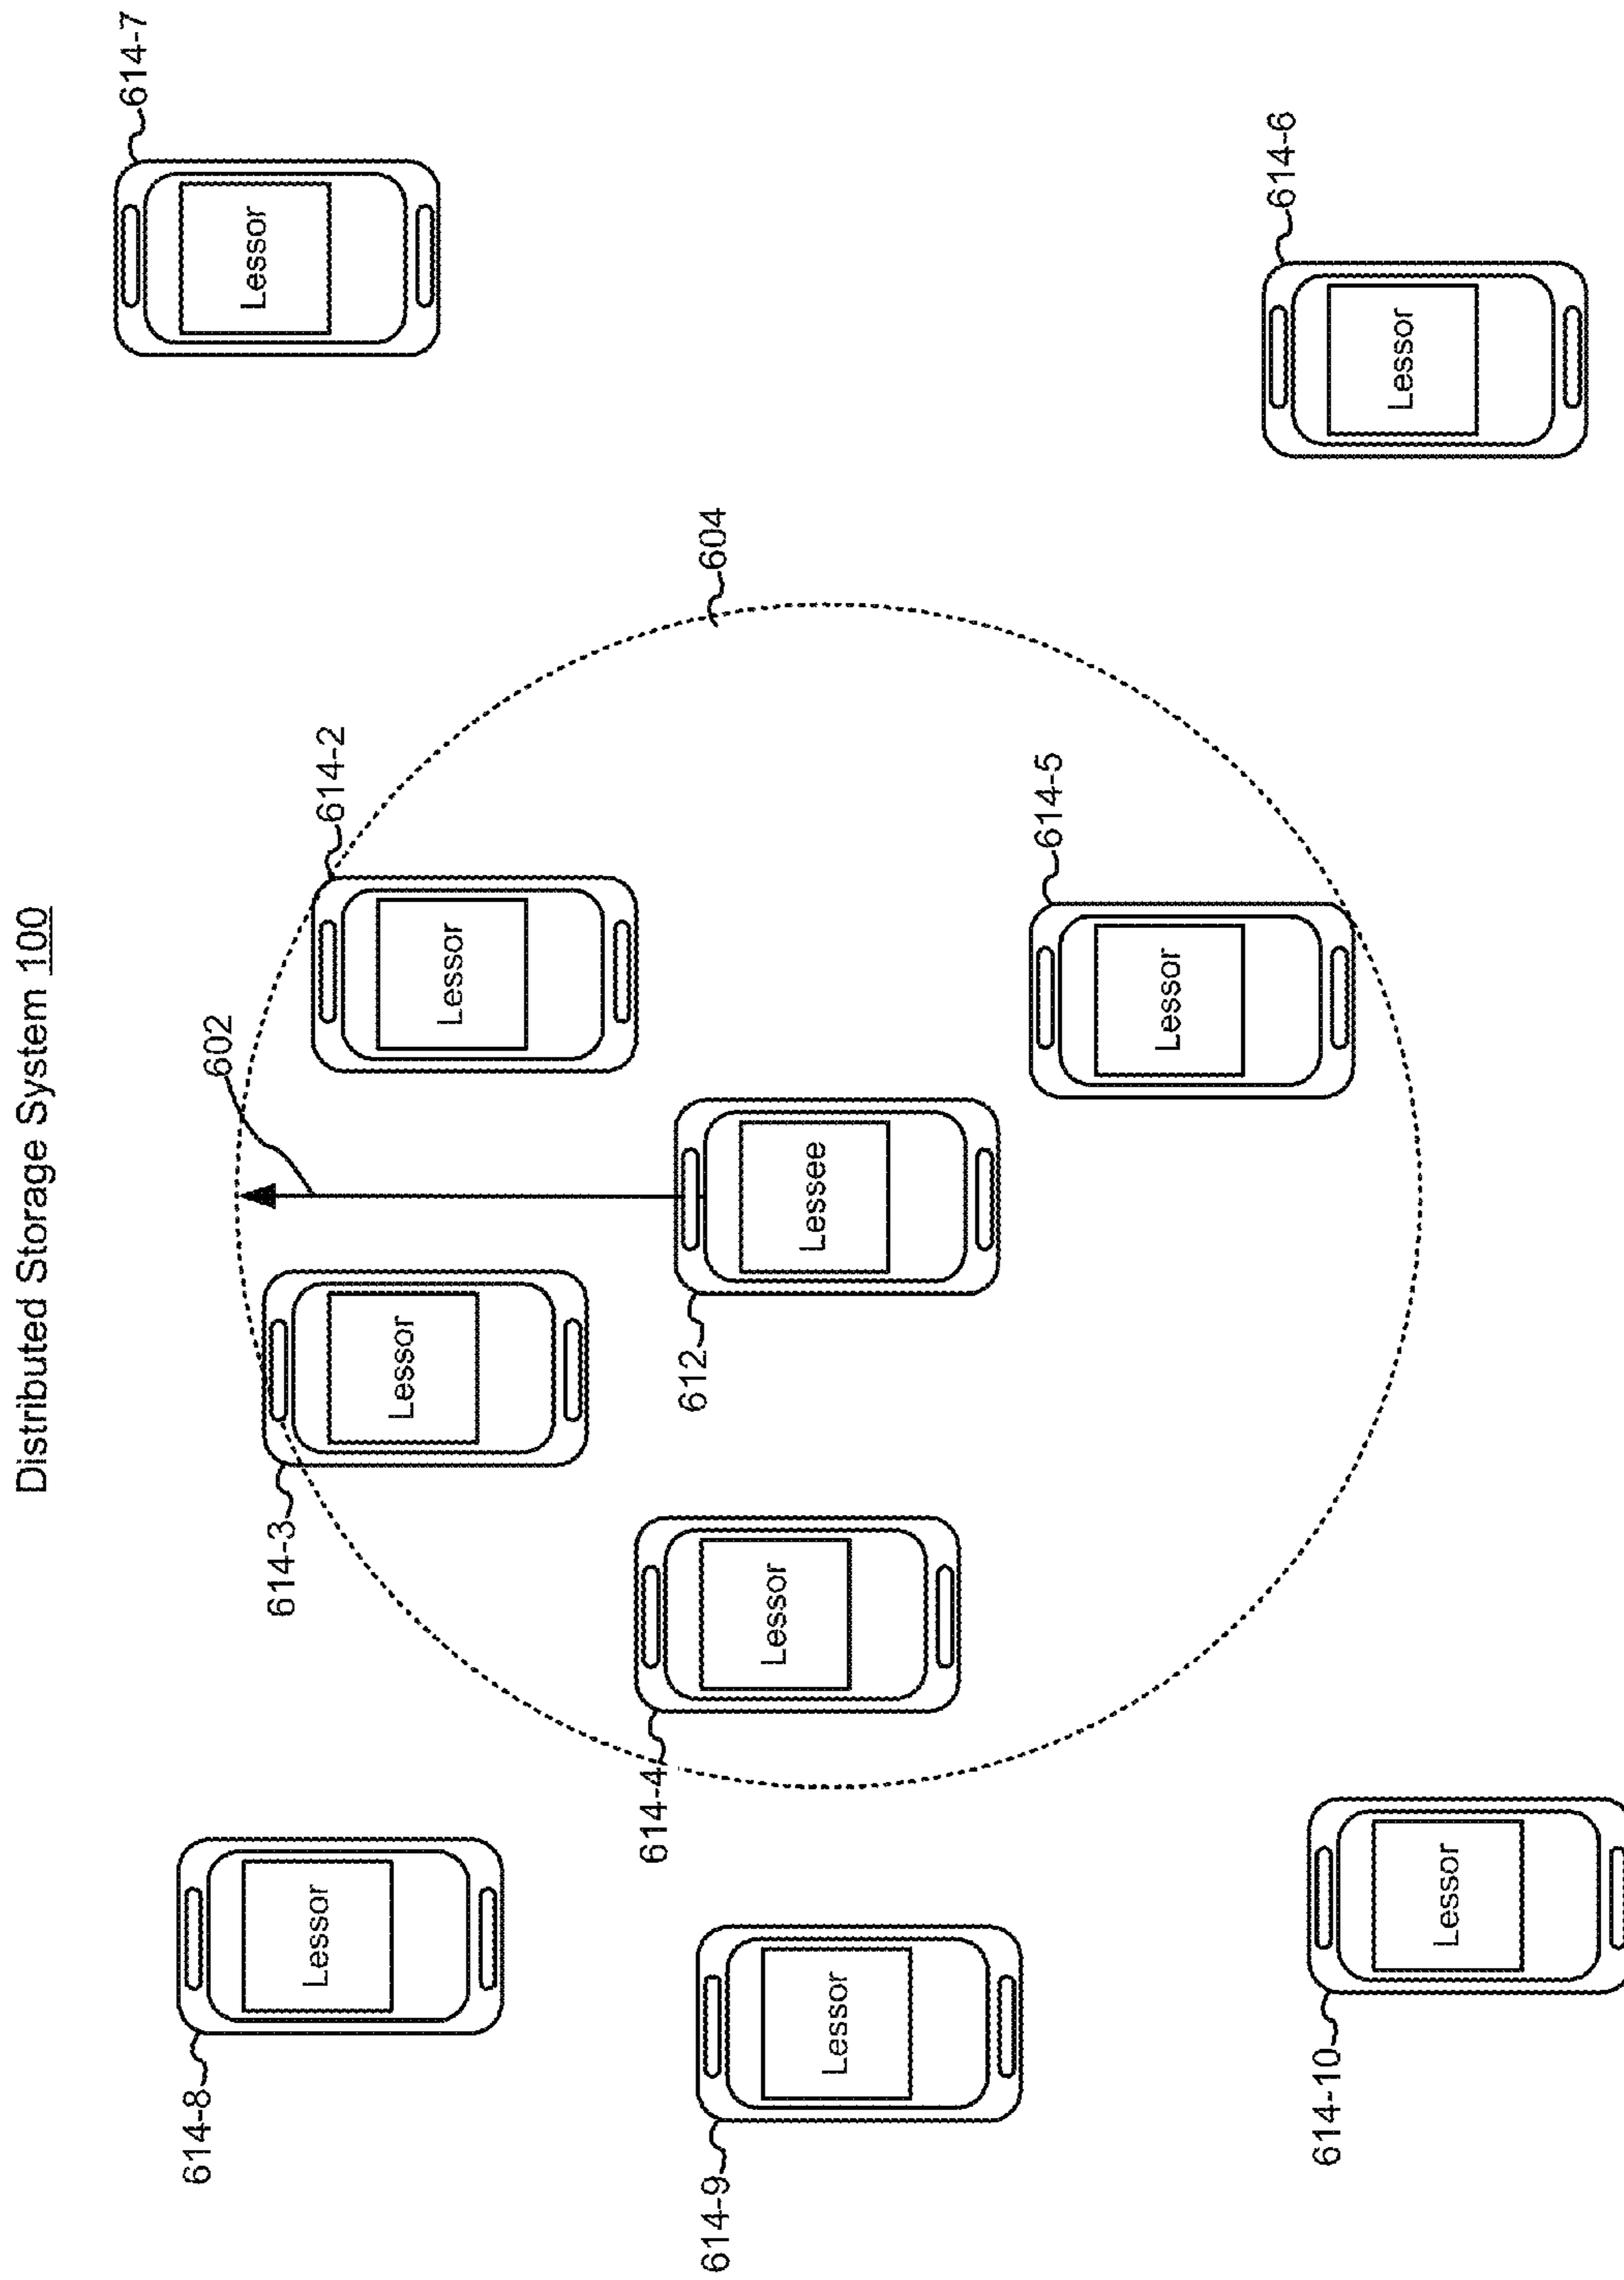 Distributed Storage System 100
614-8
Lessor
614-3
Lessor
602
614-2
Lessor
614-7
Lessor
614-9
Lessor
614-4
Lessor
612
Lessee
604
614-10
Lessor
614-5
Lessor
614-6
Lessor